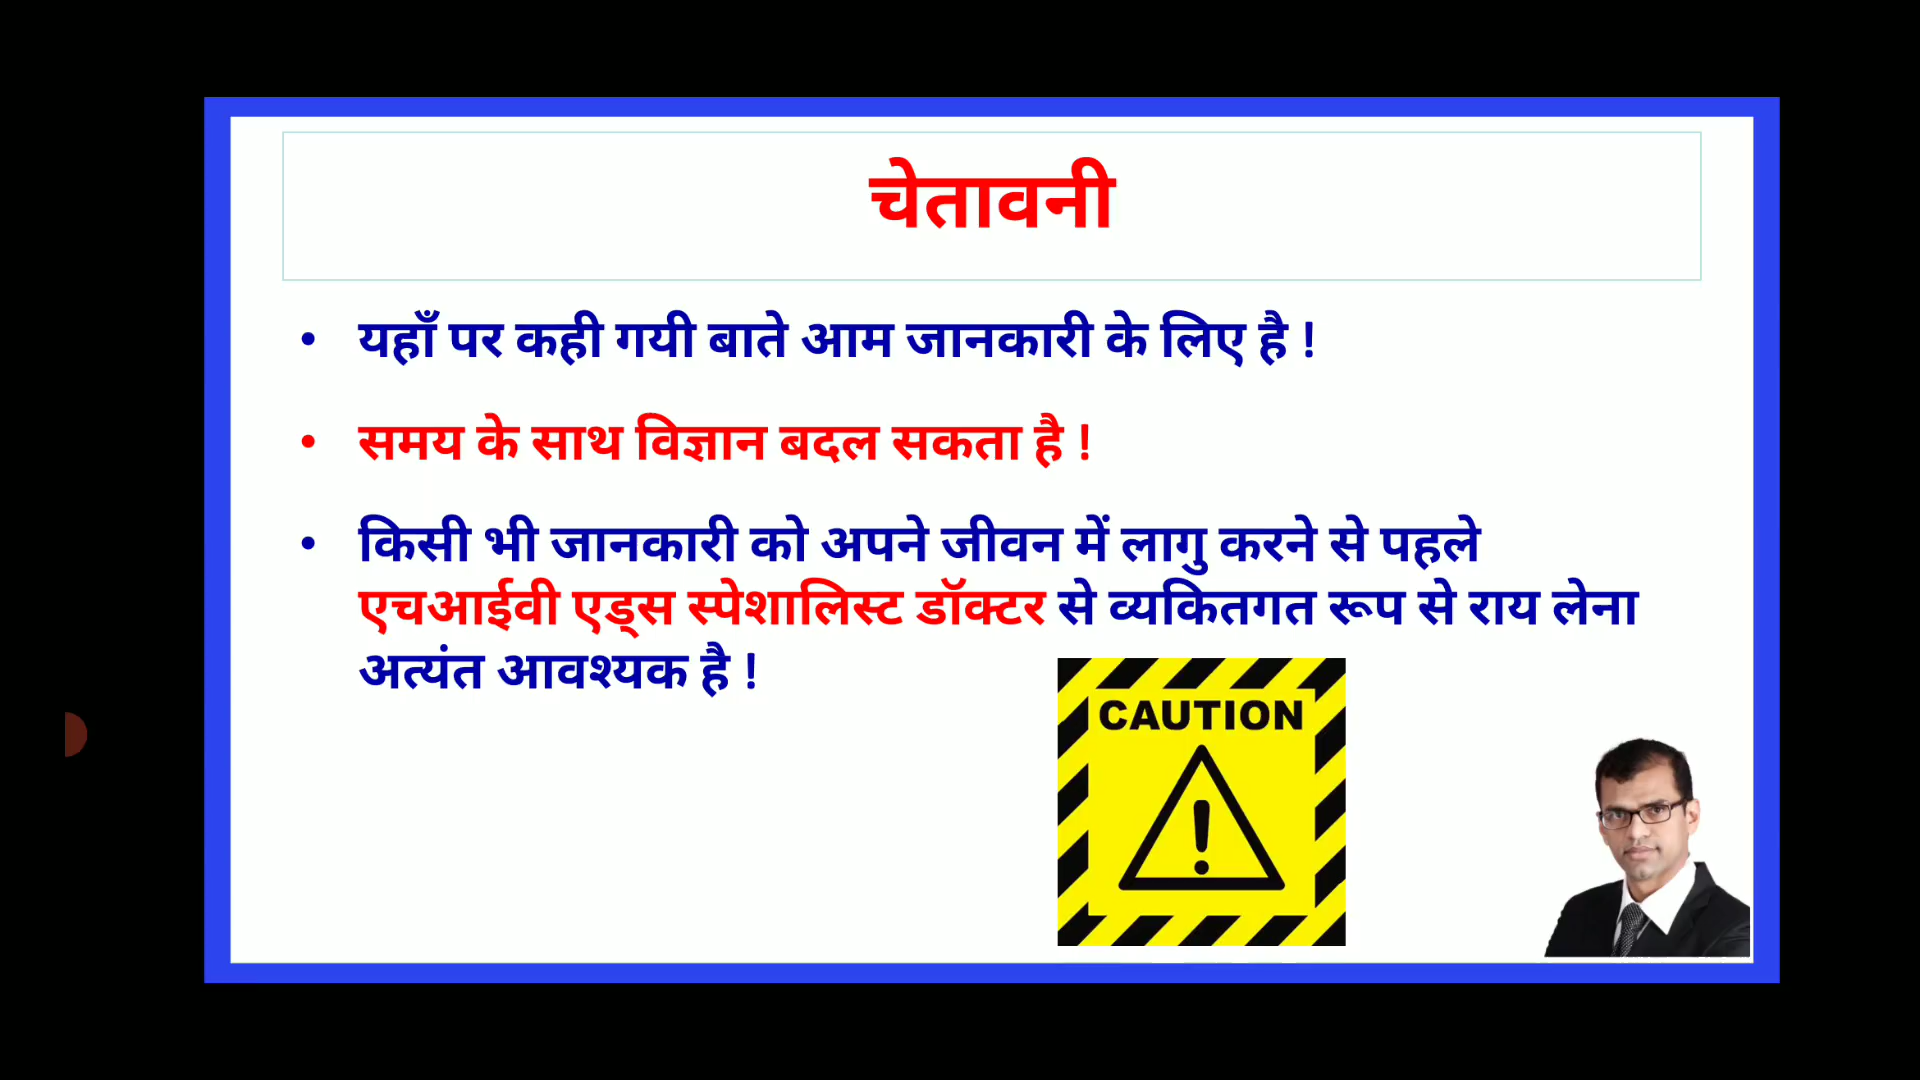 चेतावनी
• यहाँ पर कही गयी बाते आम जानकारी के लिए है !
• समय के साथ विज्ञान बदल सकता है !
• किसी भी जानकारी को अपने जीवन में लागु करने से पहले
एचआईवी एड्स स्पेशालिस्ट डॉक्टर से व्यकितगत रूप से राय लेना
अत्यंत आवश्यक है !
CAUTION